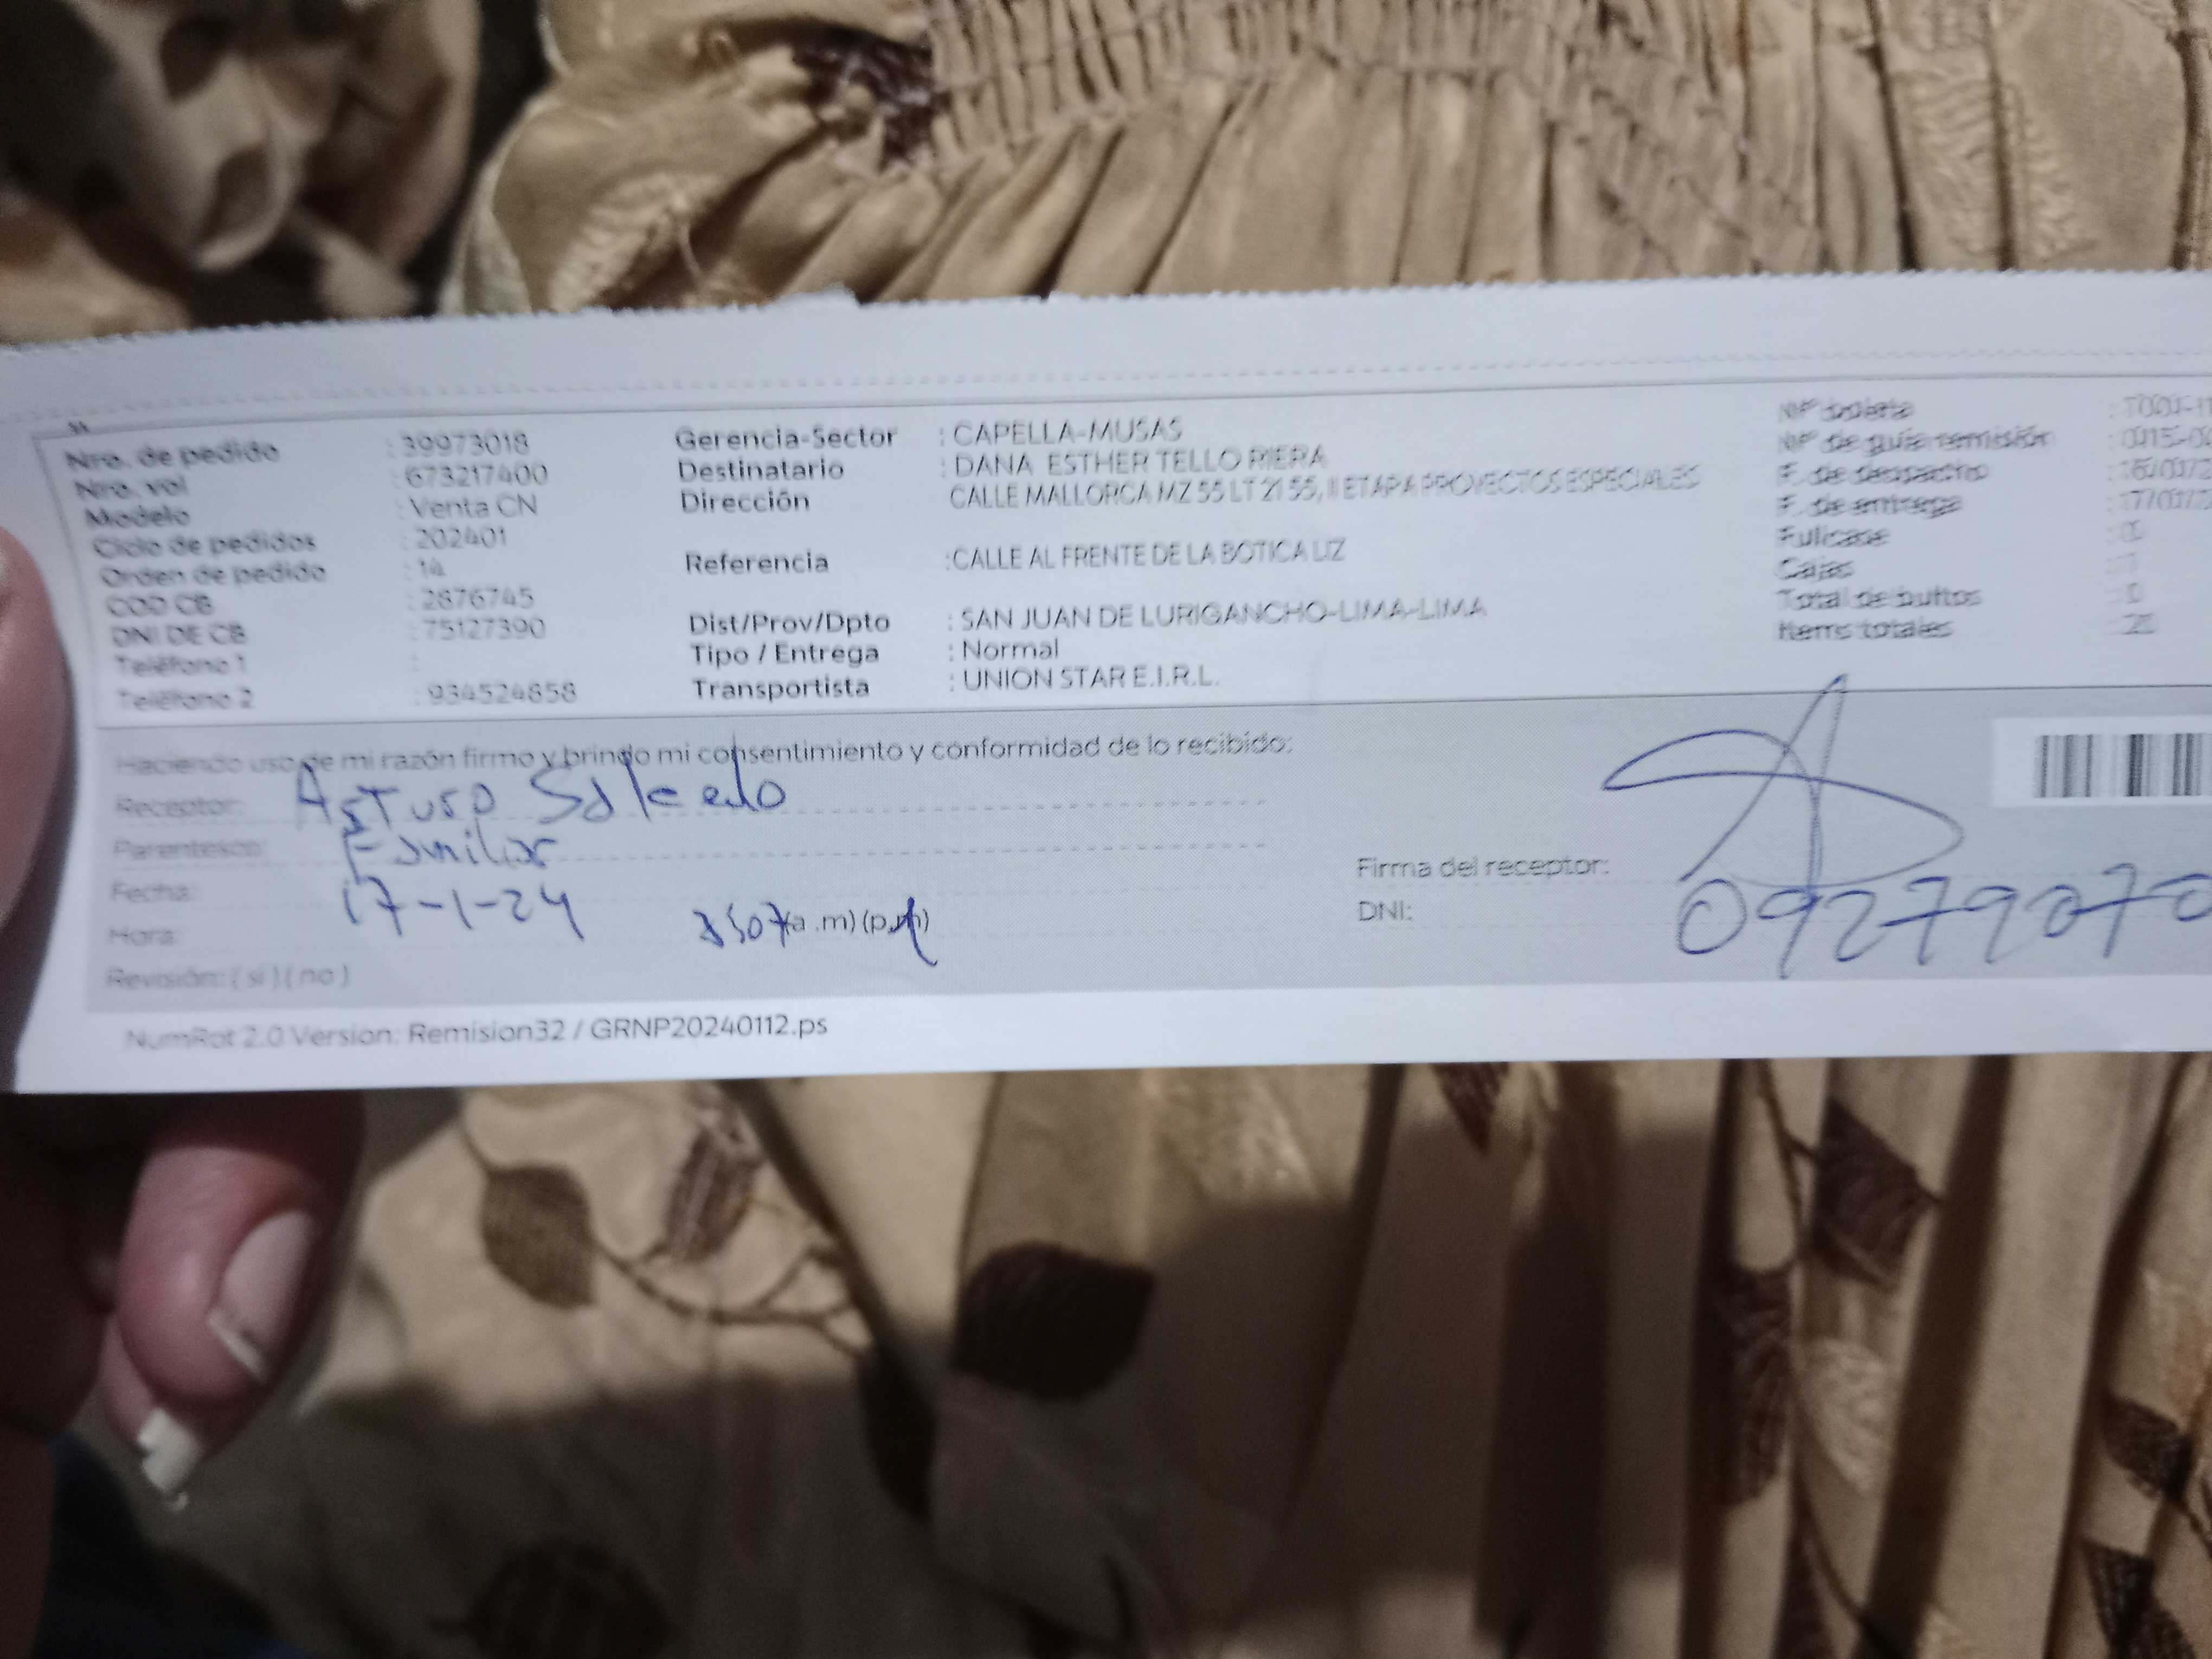 Nro. de pedido : 39973018
Nro. vol : 673217400
Modelo : Venta CN
Ciclo de pedidos : 202401
Orden de pedido : 14
COD CB : 2876745
DNI DE CB : 75127390
Teléfono 1 :
Teléfono 2 : 934524858
Gerencia-Sector : CAPELLA-MUSAS
Destinatario : DANA ESTHER TELLO RIERA
Dirección CALLE MALLORCA MZ 55 LT 21 55, II ETAPA PROYECTOS ESPECIALES
Referencia : CALLE AL FRENTE DE LA BOTICA LIZ
Dist/Prov/Dpto : SAN JUAN DE LURIGANCHO-LIMA-LIMA
Tipo / Entrega : Normal
Transportista : UNION STAR E.I.R.L.
Nº boleta
Nº de guía remisión
F. de despacho
F. de entrega
Fullcase
Cajas
Total de bultos
Items totales
Haciendo uso de mi razón firmo y brindo mi consentimiento y conformidad de lo recibido:
Receptor: Arturo Salcedo
Parentesco: Familiar
Fecha: 17-1-24
Hora: (a.m) (p.m)
Revisión: ( si ) ( no )
Firma del receptor:
DNI: 09279070
NumRot 2.0 Version: Remision32 / GRNP20240112.ps